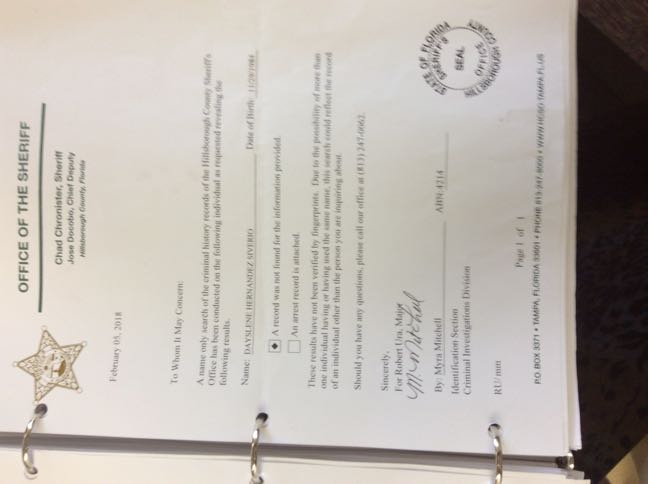 OFFICE OF THE SHERIFF
Chad Chronister, Sheriff
Jose Docobo, Chief Deputy
Hillsborough County, Florida
February 05, 2018
To Whom It May Concern:
A name only search of the criminal history records of the Hillsborough County Sheriff's
Office has been conducted on the following individual as requested revealing the
following results.
Name: DAYSLENE HERNANDEZ SIVERIO Date of Birth: 11/28/1984
A record was not found for the information provided.
An arrest record is attached.
These results have not been verified by fingerprints. Due to the possibility of more than
one individual having or having used the same name, this search could reflect the record
of an individual other than the person you are inquiring about.
Should you have any questions, please call our office at (813) 247-0062.
Sincerely,
For Robert Ura, Major
By: Myra Mitchell ABN:4214
Identification Section
Criminal Investigations Division
RU/ mm
STATE OF FLORIDA
SHERIFF'S OFFICE
SEAL
HILLSBOROUGH COUNTY
Page 1 of 1
P.O. BOX 3371 • TAMPA, FLORIDA 33601 • PHONE 813-247-8000 • WWW.HCSO.TAMPA.FL.US